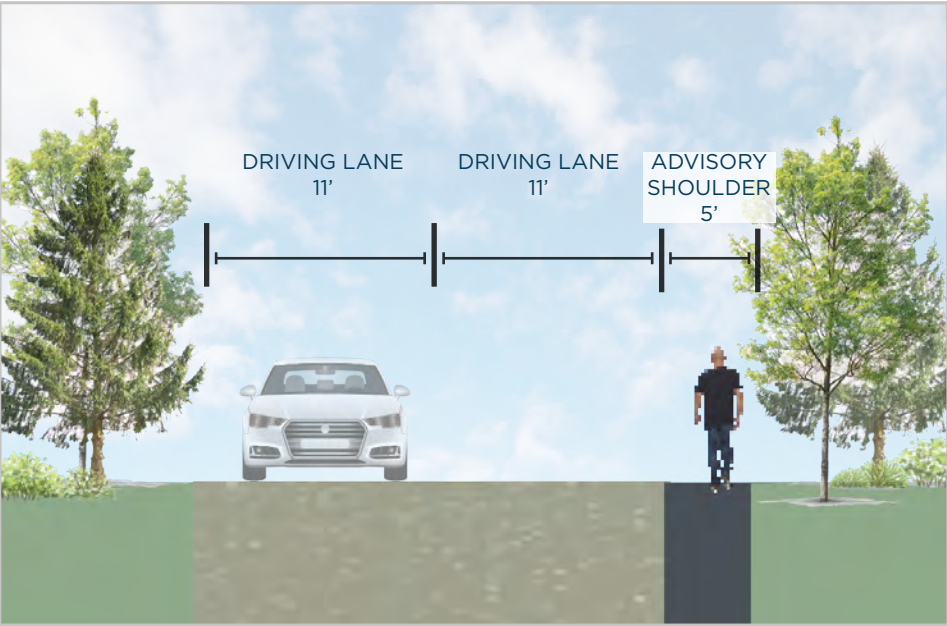 DRIVING LANE
11’
DRIVING LANE
11’
ADVISORY
SHOULDER
5’